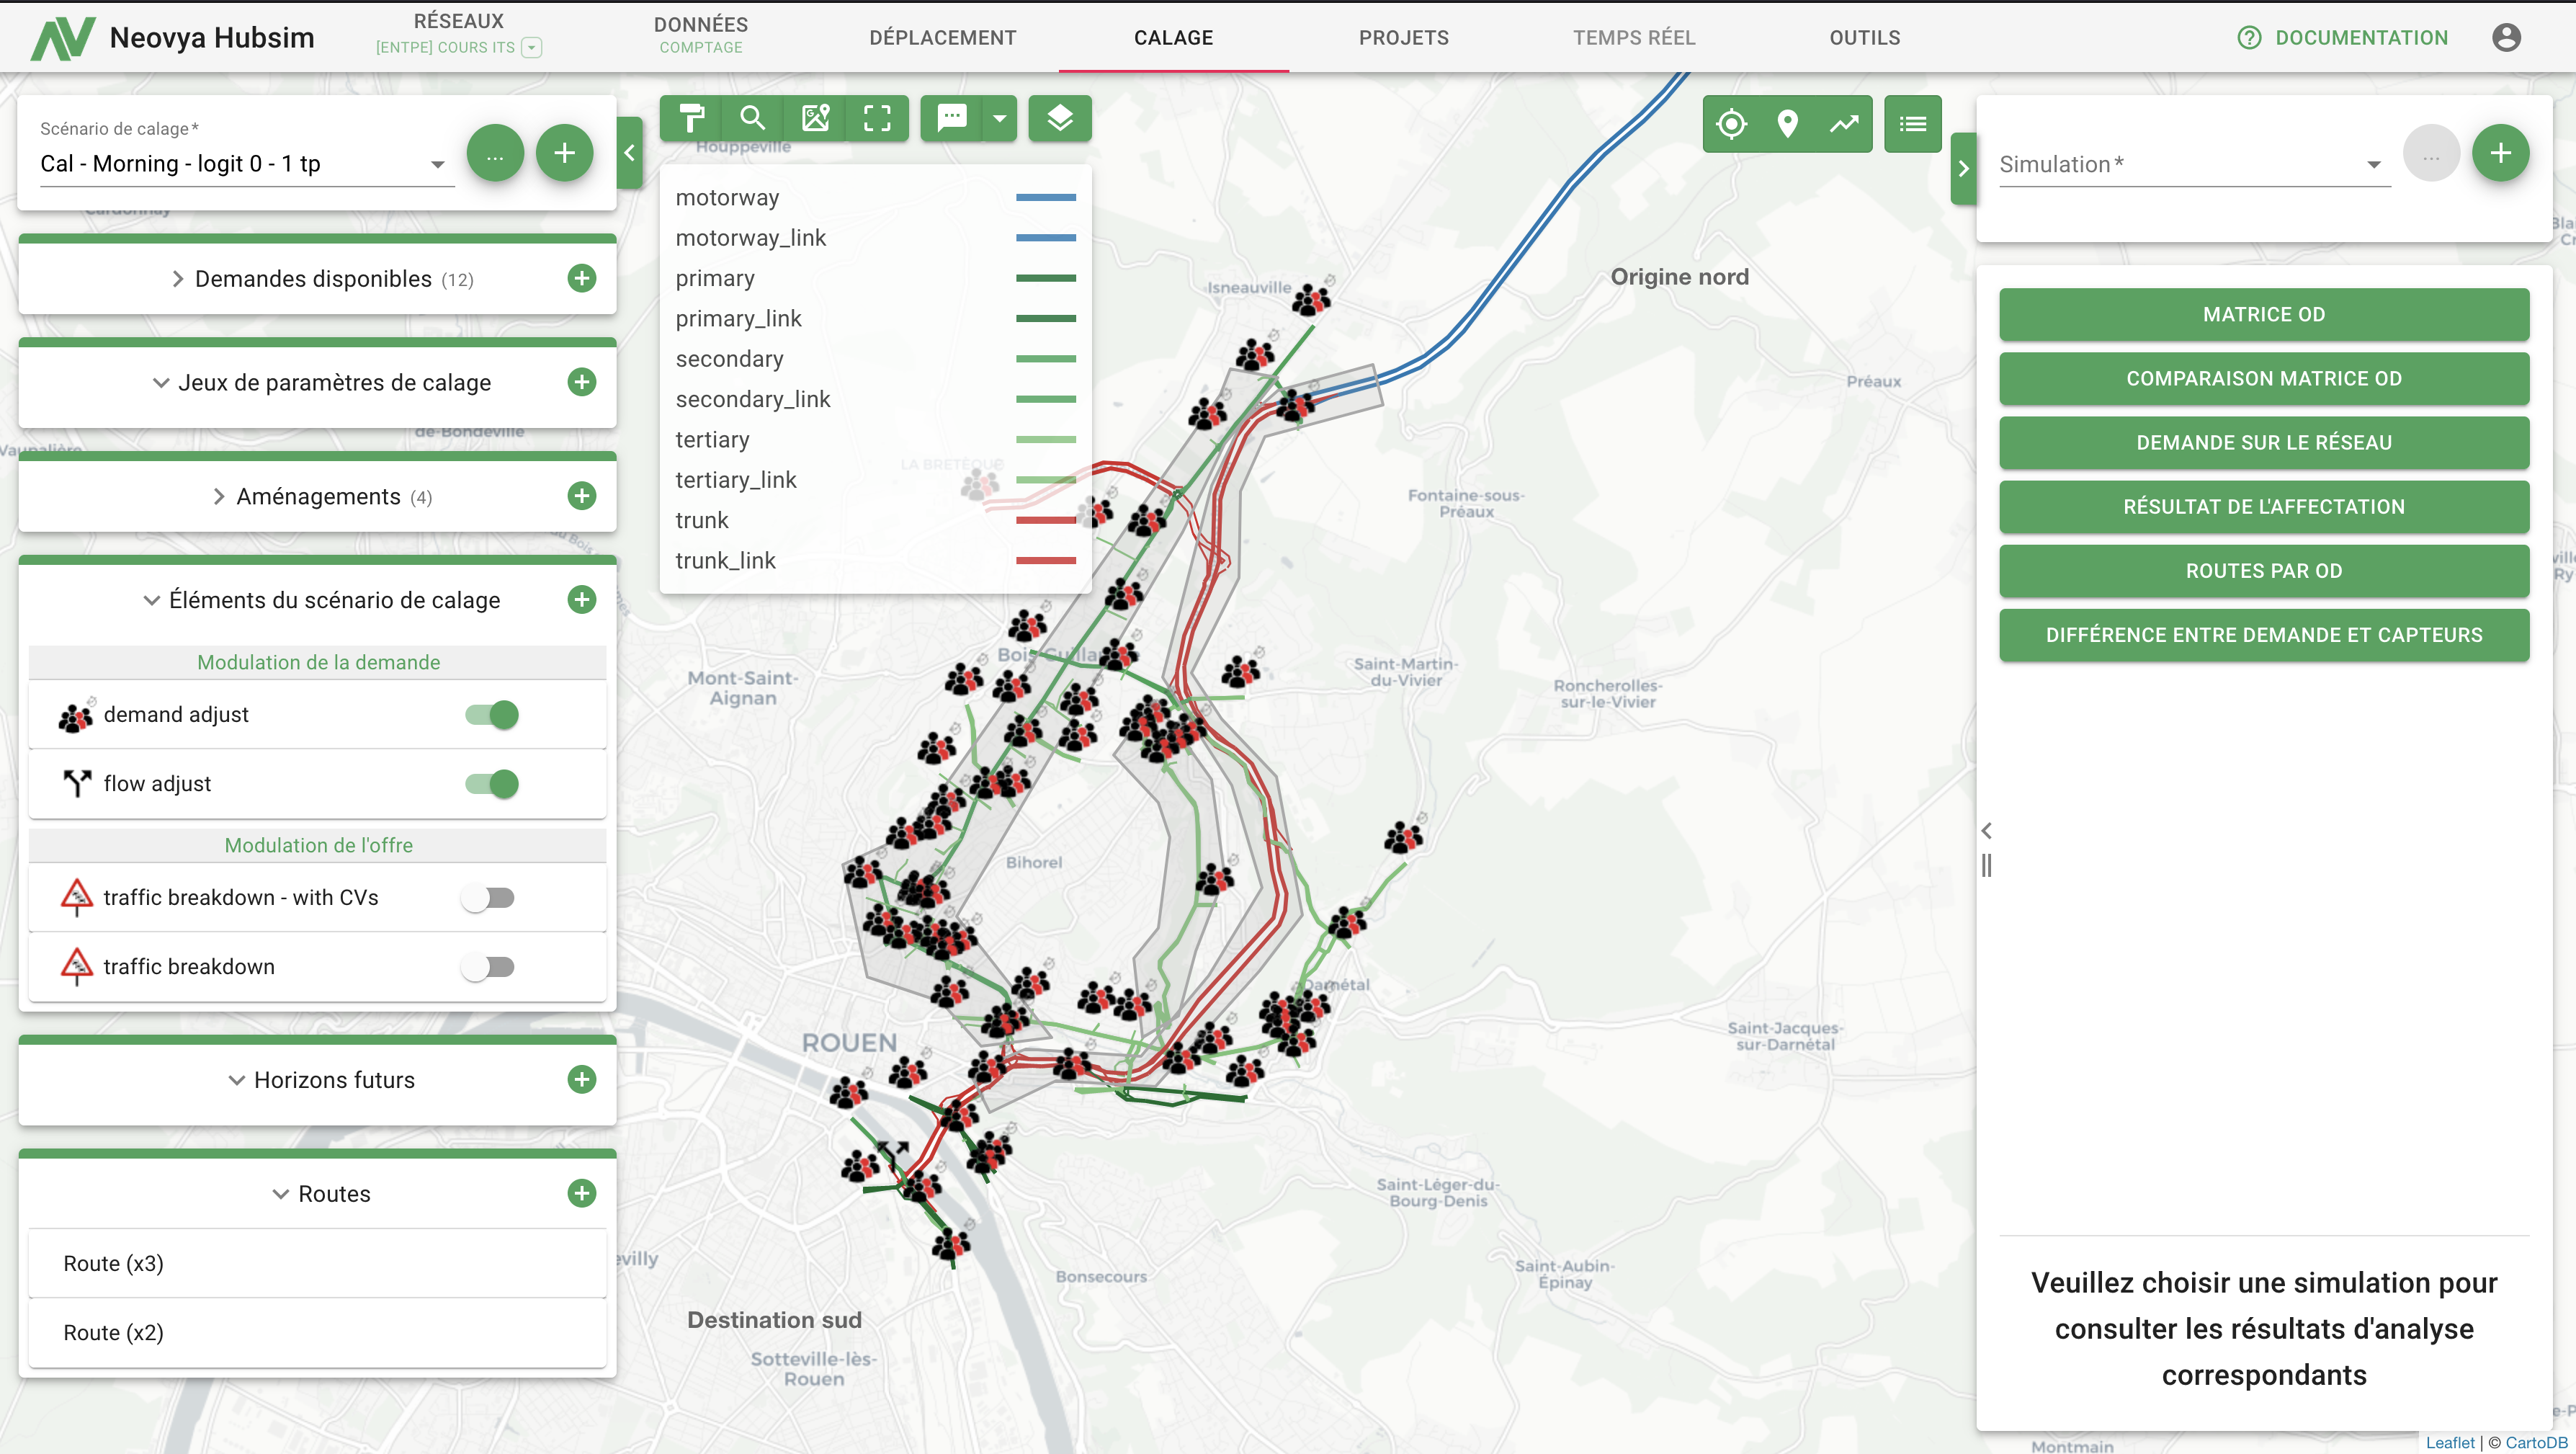 Neovya Hubsim
RÉSEAUX
[ENTPE] COURS ITS
DONNÉES
COMPTAGE
DÉPLACEMENT
CALAGE
PROJETS
TEMPS RÉEL
OUTILS
DOCUMENTATION
Scénario de calage*
Cal - Morning - logit 0 - 1 tp
...
Demandes disponibles (12)
Jeux de paramètres de calage
Aménagements (4)
Éléments du scénario de calage
Modulation de la demande
demand adjust
flow adjust
Modulation de l'offre
traffic breakdown - with CVs
traffic breakdown
Horizons futurs
Routes
Route (x3)
Route (x2)
motorway
motorway_link
primary
primary_link
secondary
secondary_link
tertiary
tertiary_link
trunk
trunk_link
Houppeville
Isneauville
Origine nord
Préaux
LA BRETÈQUE
Fontaine-sous-
Préaux
de-Bondeville
Mont-Saint-
Aignan
Saint-Martin-
du-Vivier
Roncherolles-
sur-le-Vivier
Bihorel
Darnétal
ROUEN
Saint-Jacques-
sur-Darnétal
Saint-Léger-du-
Bourg-Denis
Saint-Aubin-
Épinay
Bonsecours
Destination sud
Sotteville-lès-
Rouen
Montmain
Simulation*
...
MATRICE OD
COMPARAISON MATRICE OD
DEMANDE SUR LE RÉSEAU
RÉSULTAT DE L'AFFECTATION
ROUTES PAR OD
DIFFÉRENCE ENTRE DEMANDE ET CAPTEURS
Veuillez choisir une simulation pour
consulter les résultats d'analyse
correspondants
Leaflet | © CartoDB